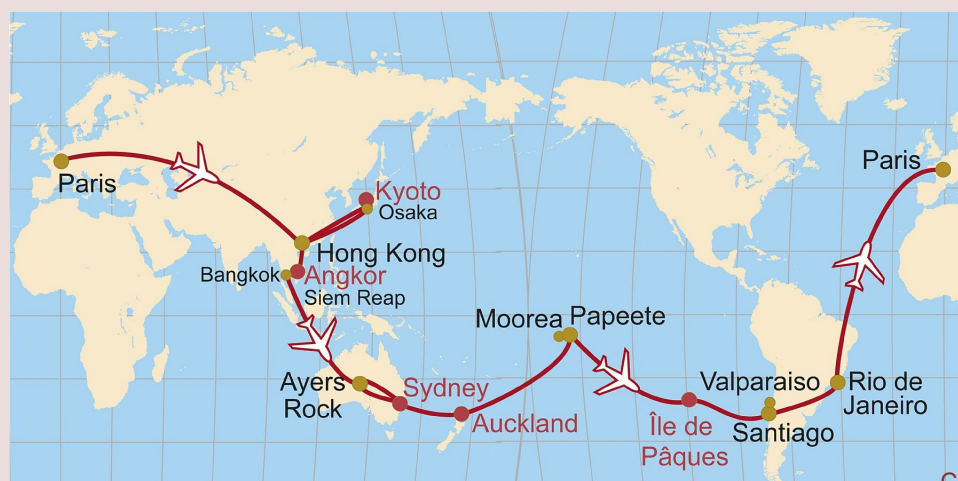 Paris
Paris
Kyoto
Osaka
Hong Kong
Bangkok
Angkor
Siem Reap
Moorea
Papeete
Ayers
Rock
Sydney
Auckland
Île de
Pâques
Valparaiso
Santiago
Rio de
Janeiro